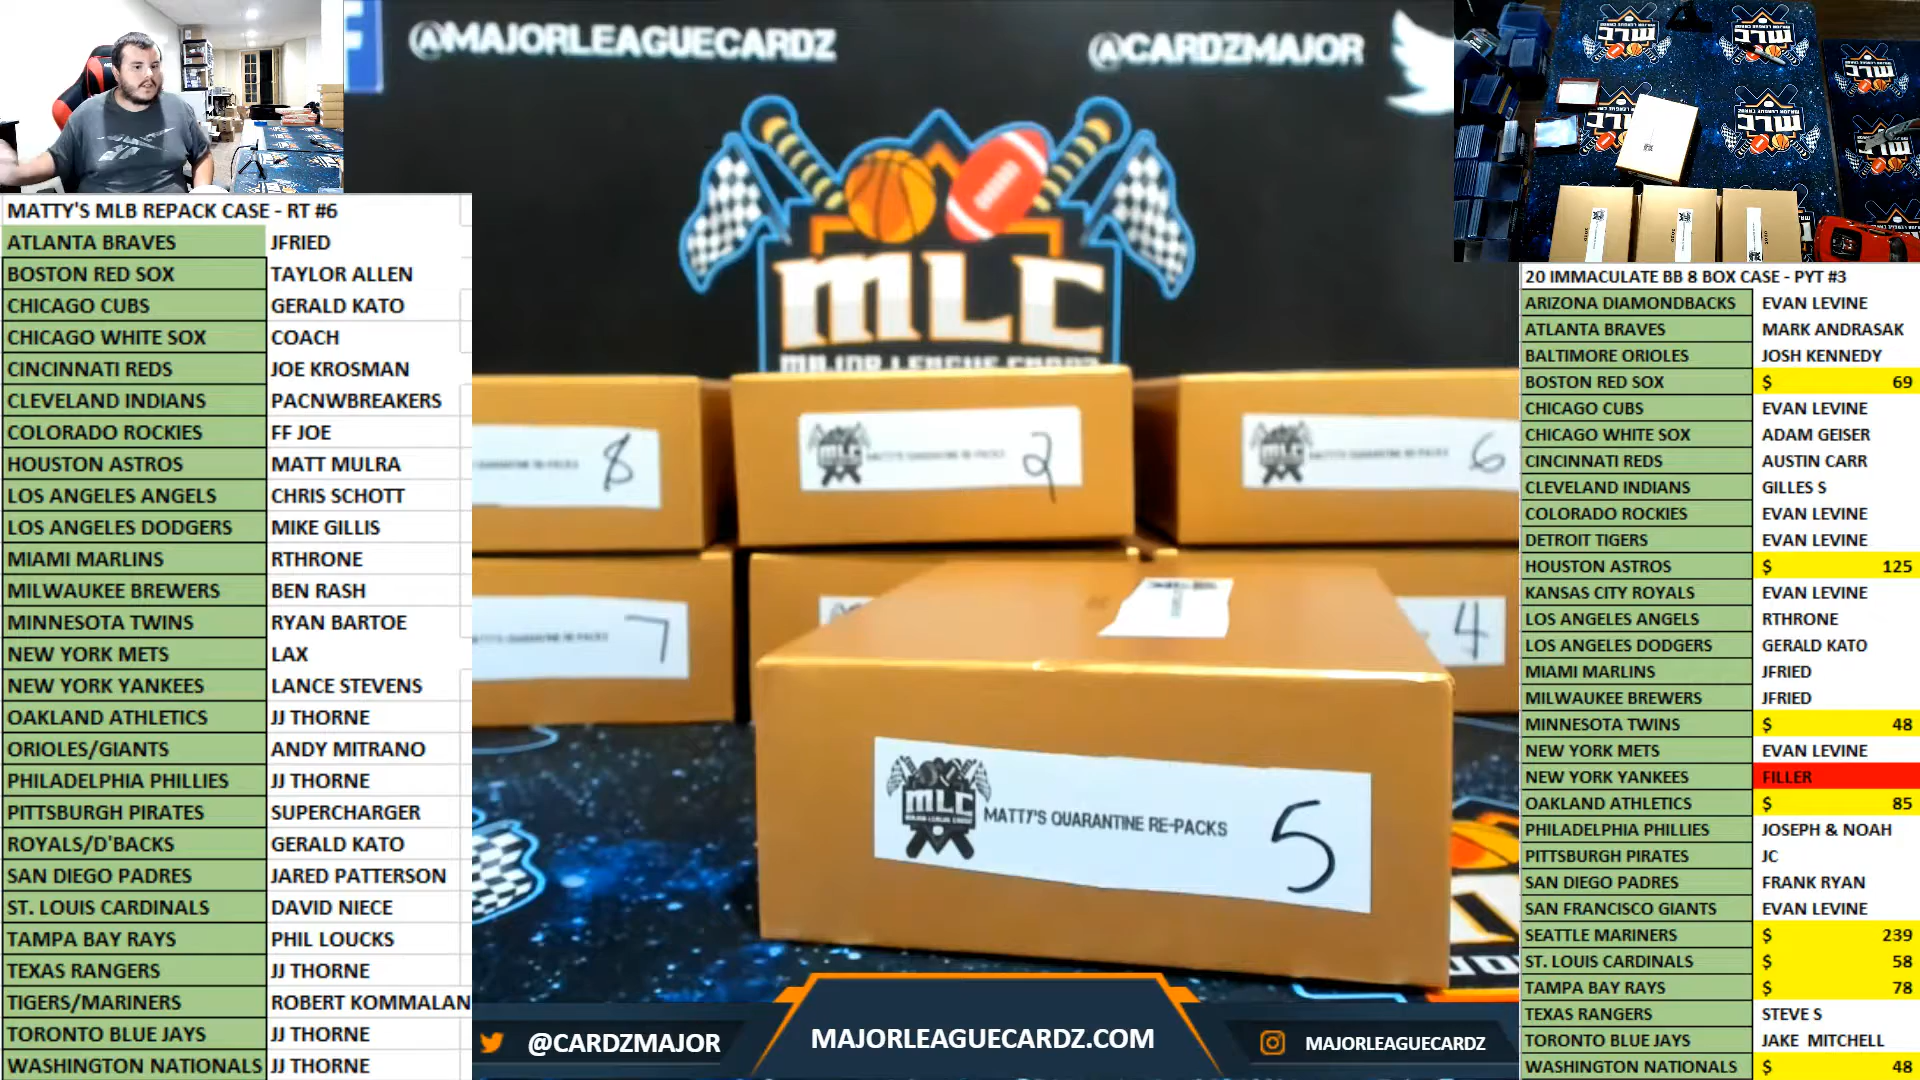 @MAJORLEAGUECARDZ
@CARDZMAJOR
MLC
MATTY'S MLB REPACK CASE - RT #6
ATLANTA BRAVES JFRIED
BOSTON RED SOX TAYLOR ALLEN
CHICAGO CUBS GERALD KATO
CHICAGO WHITE SOX COACH
CINCINNATI REDS JOE KROSMAN
CLEVELAND INDIANS PACNWBREAKERS
COLORADO ROCKIES FF JOE
HOUSTON ASTROS MATT MULRA
LOS ANGELES ANGELS CHRIS SCHOTT
LOS ANGELES DODGERS MIKE GILLIS
MIAMI MARLINS RTHRONE
MILWAUKEE BREWERS BEN RASH
MINNESOTA TWINS RYAN BARTOE
NEW YORK METS LAX
NEW YORK YANKEES LANCE STEVENS
OAKLAND ATHLETICS JJ THORNE
ORIOLES/GIANTS ANDY MITRANO
PHILADELPHIA PHILLIES JJ THORNE
PITTSBURGH PIRATES SUPERCHARGER
ROYALS/D'BACKS GERALD KATO
SAN DIEGO PADRES JARED PATTERSON
ST. LOUIS CARDINALS DAVID NIECE
TAMPA BAY RAYS PHIL LOUCKS
TEXAS RANGERS JJ THORNE
TIGERS/MARINERS ROBERT KOMMALAN
TORONTO BLUE JAYS JJ THORNE
WASHINGTON NATIONALS JJ THORNE
8
MLC 2
MLC 6
7
4
MLC MATTY'S QUARANTINE RE-PACKS 5
@CARDZMAJOR
MAJORLEAGUECARDZ.COM
MAJORLEAGUECARDZ
20 IMMACULATE BB 8 BOX CASE - PYT #3
ARIZONA DIAMONDBACKS EVAN LEVINE
ATLANTA BRAVES MARK ANDRASAK
BALTIMORE ORIOLES JOSH KENNEDY
BOSTON RED SOX $ 69
CHICAGO CUBS EVAN LEVINE
CHICAGO WHITE SOX ADAM GEISER
CINCINNATI REDS AUSTIN CARR
CLEVELAND INDIANS GILLES S
COLORADO ROCKIES EVAN LEVINE
DETROIT TIGERS EVAN LEVINE
HOUSTON ASTROS $ 125
KANSAS CITY ROYALS EVAN LEVINE
LOS ANGELES ANGELS RTHRONE
LOS ANGELES DODGERS GERALD KATO
MIAMI MARLINS JFRIED
MILWAUKEE BREWERS JFRIED
MINNESOTA TWINS $ 48
NEW YORK METS EVAN LEVINE
NEW YORK YANKEES FILLER
OAKLAND ATHLETICS $ 85
PHILADELPHIA PHILLIES JOSEPH & NOAH
PITTSBURGH PIRATES JC
SAN DIEGO PADRES FRANK RYAN
SAN FRANCISCO GIANTS EVAN LEVINE
SEATTLE MARINERS $ 239
ST. LOUIS CARDINALS $ 58
TAMPA BAY RAYS $ 78
TEXAS RANGERS STEVE S
TORONTO BLUE JAYS JAKE MITCHELL
WASHINGTON NATIONALS $ 48